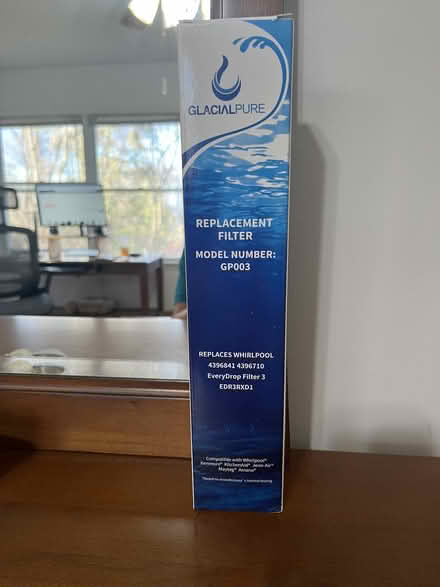 GLACIALPURE
REPLACEMENT
FILTER
MODEL NUMBER:
GP003
REPLACES WHIRLPOOL
4396841 4396710
EveryDrop Filter 3
EDR3RXD1
Compatible with Whirlpool®
Kenmore® KitchenAid® Jenn-Air™
Maytag® Amana®